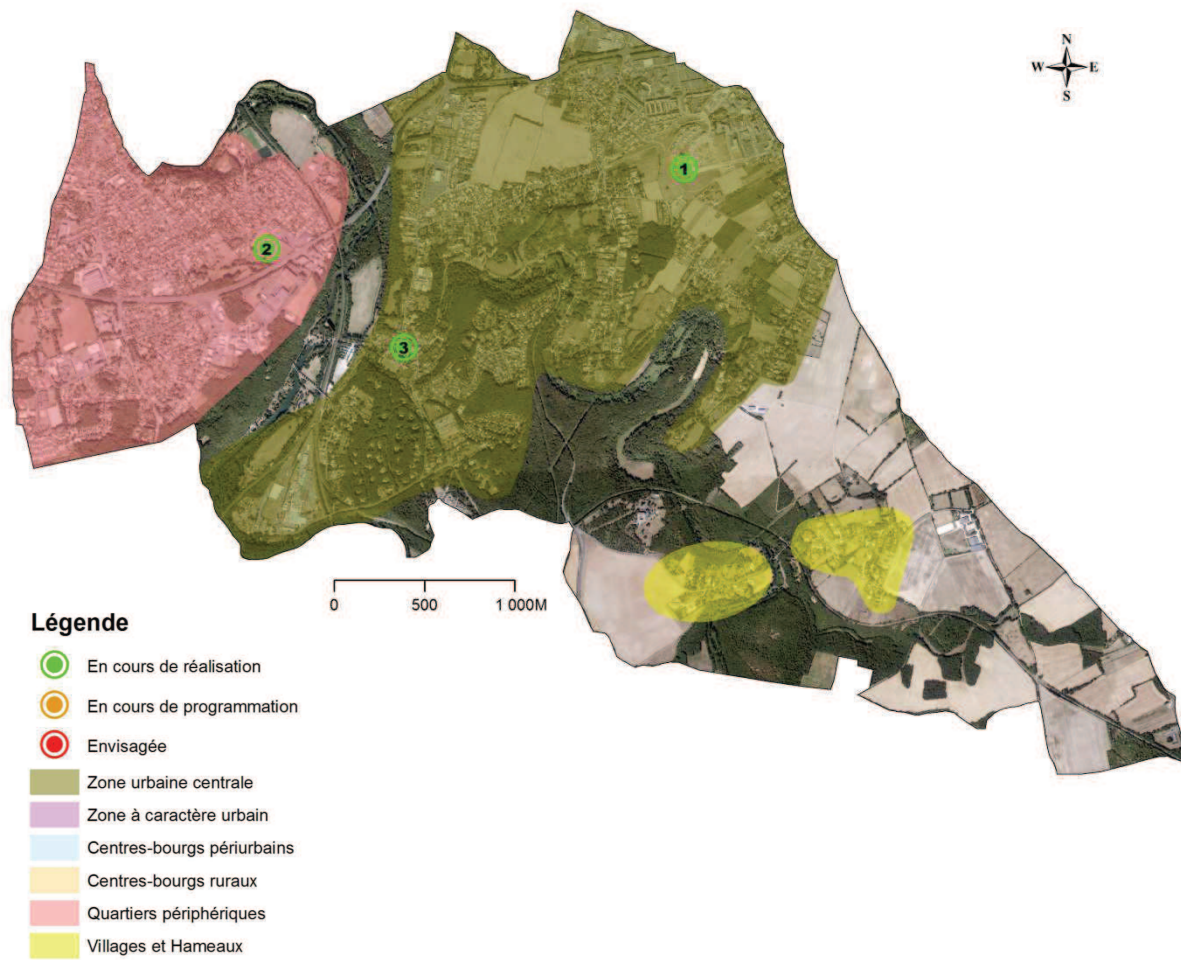 N
W E
S
1
2
3
0 500 1 000M
Légende
En cours de réalisation
En cours de programmation
Envisagée
Zone urbaine centrale
Zone à caractère urbain
Centres-bourgs périurbains
Centres-bourgs ruraux
Quartiers périphériques
Villages et Hameaux